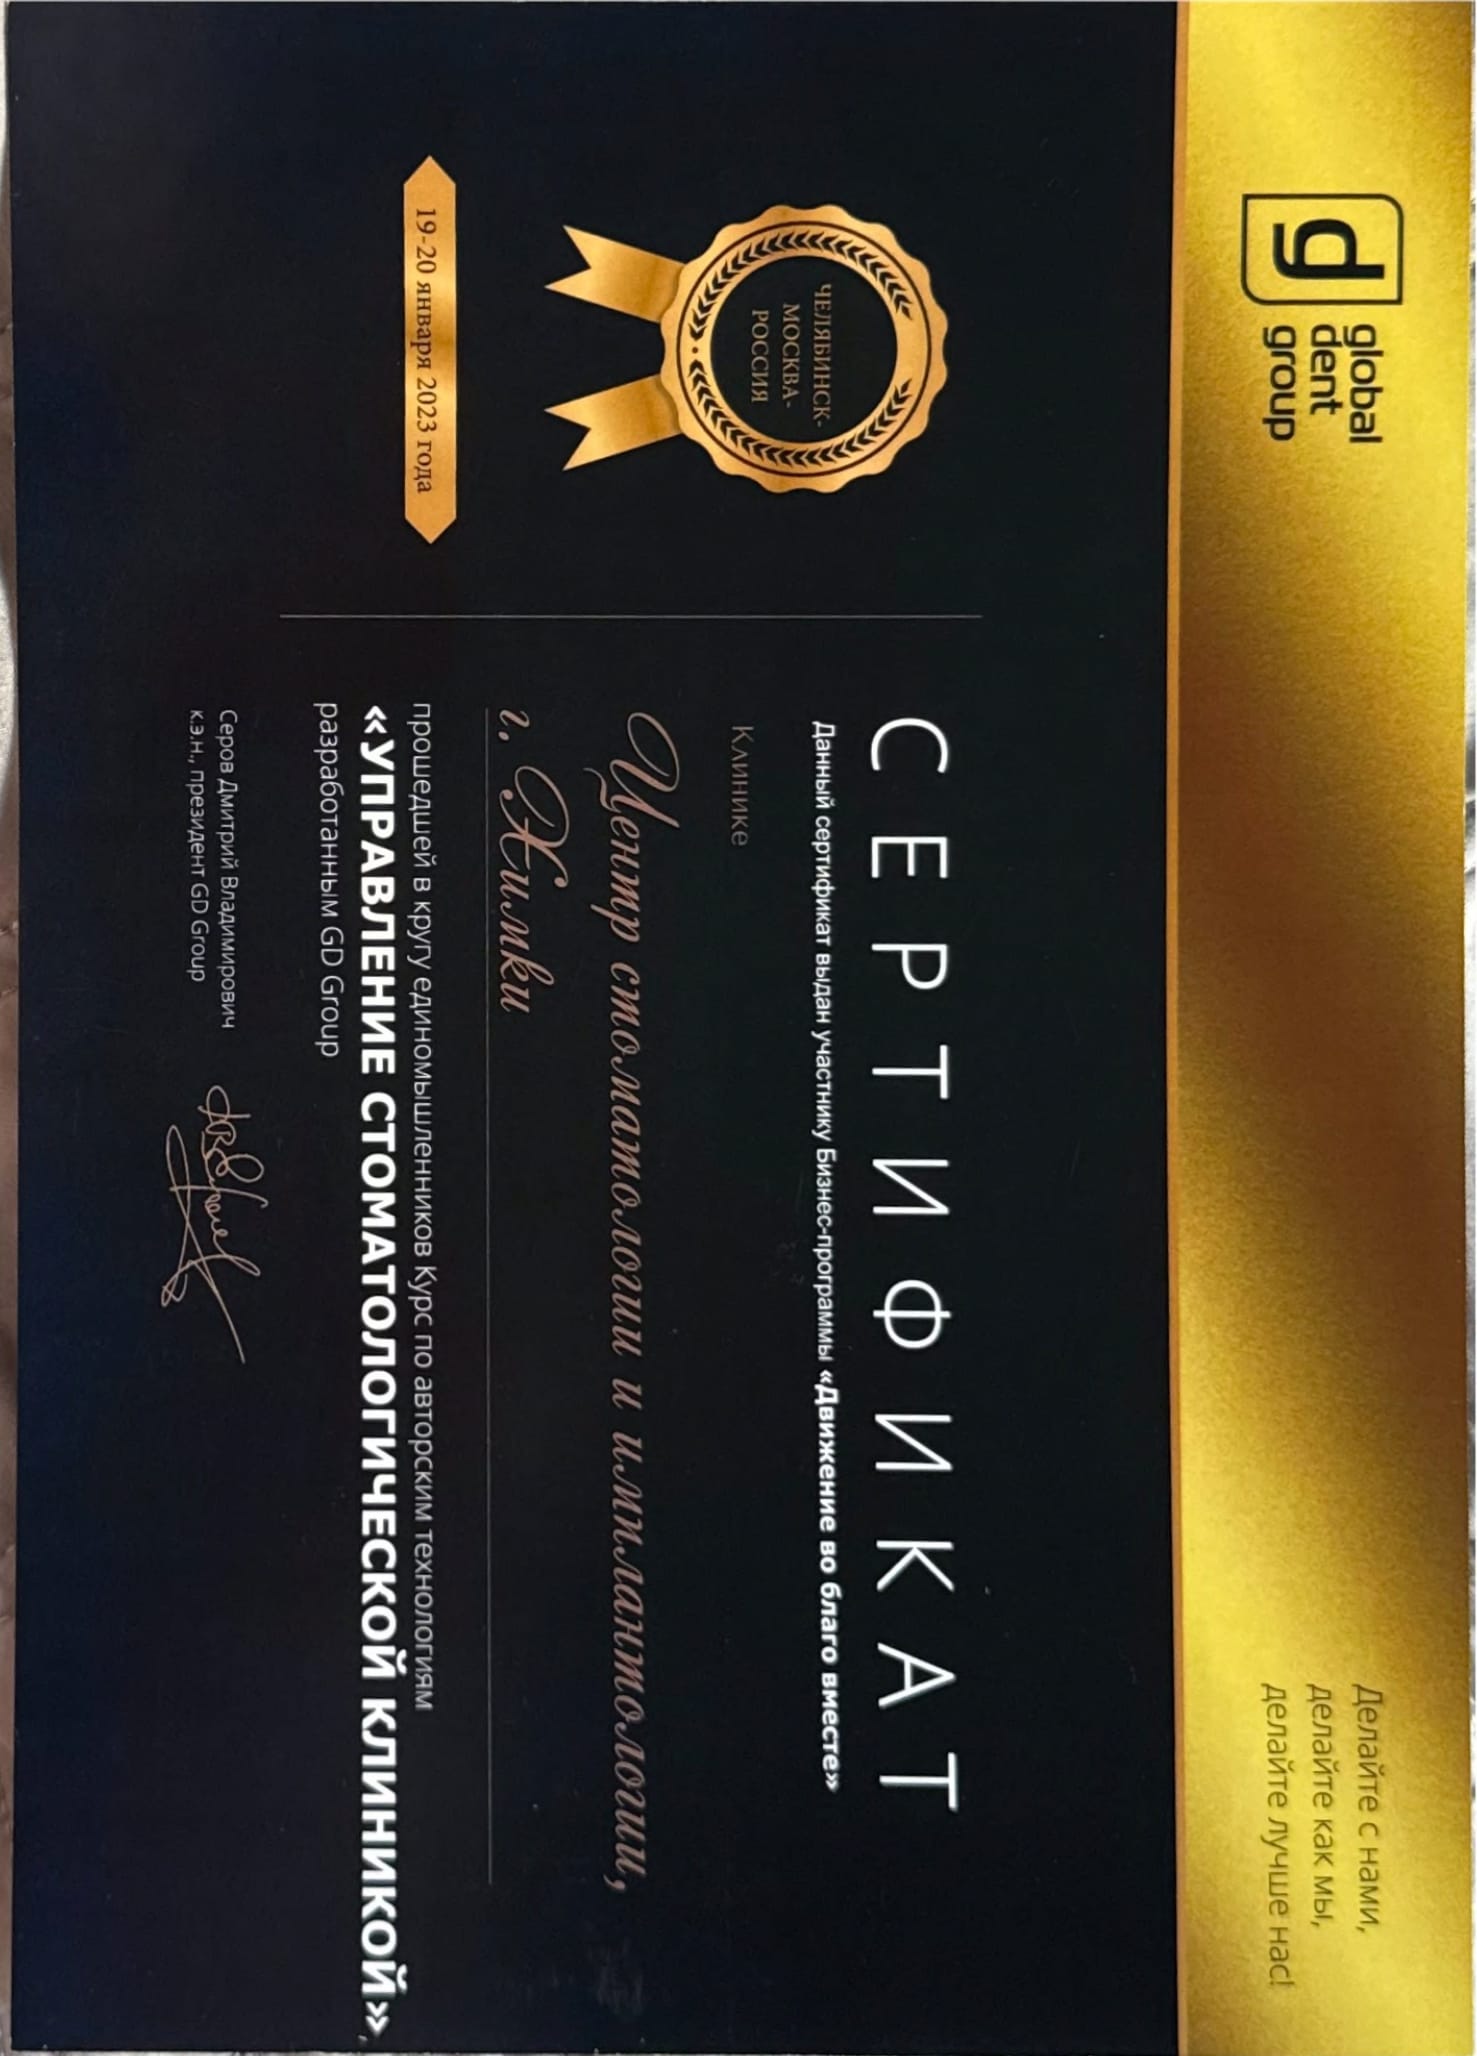 global
dent
group
Делайте с нами,
делайте как мы,
делайте лучше нас!
СЕРТИФИКАТ
Данный сертификат выдан участнику Бизнес-программы «Движение во благо вместе»
Клинике
Центр стоматологии и имплантологии,
г. Химки
прошедшей в кругу единомышленников Курс по авторским технологиям
«УПРАВЛЕНИЕ СТОМАТОЛОГИЧЕСКОЙ КЛИНИКОЙ»,
разработанным GD Group
Серов Дмитрий Владимирович
к.э.н., президент GD Group
ЧЕЛЯБИНСК-
МОСКВА-
РОССИЯ
19-20 января 2023 года